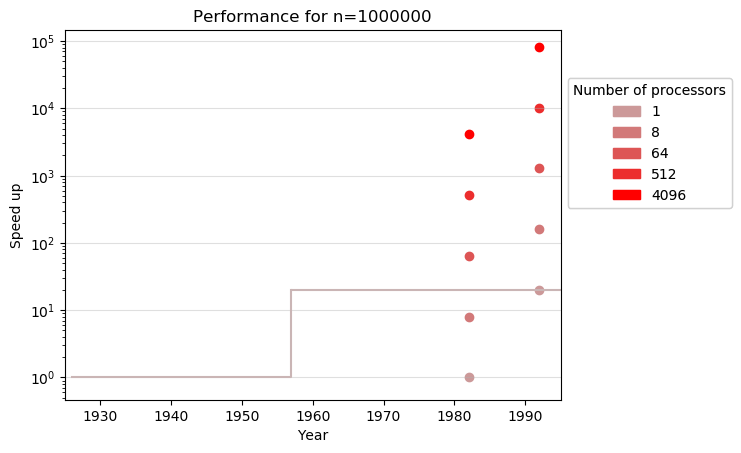 Performance for n=1000000
Speed up
10^5
10^4
10^3
10^2
10^1
10^0
1930 1940 1950 1960 1970 1980 1990
Year
Number of processors
1
8
64
512
4096